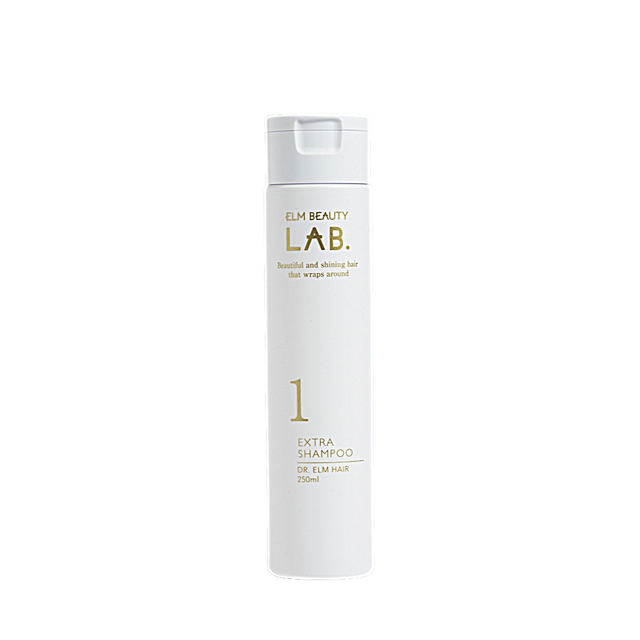 ELM BEAUTY
LAB.
Beautiful and shining hair
that wraps around
1
EXTRA
SHAMPOO
DR. ELM HAIR
250ml